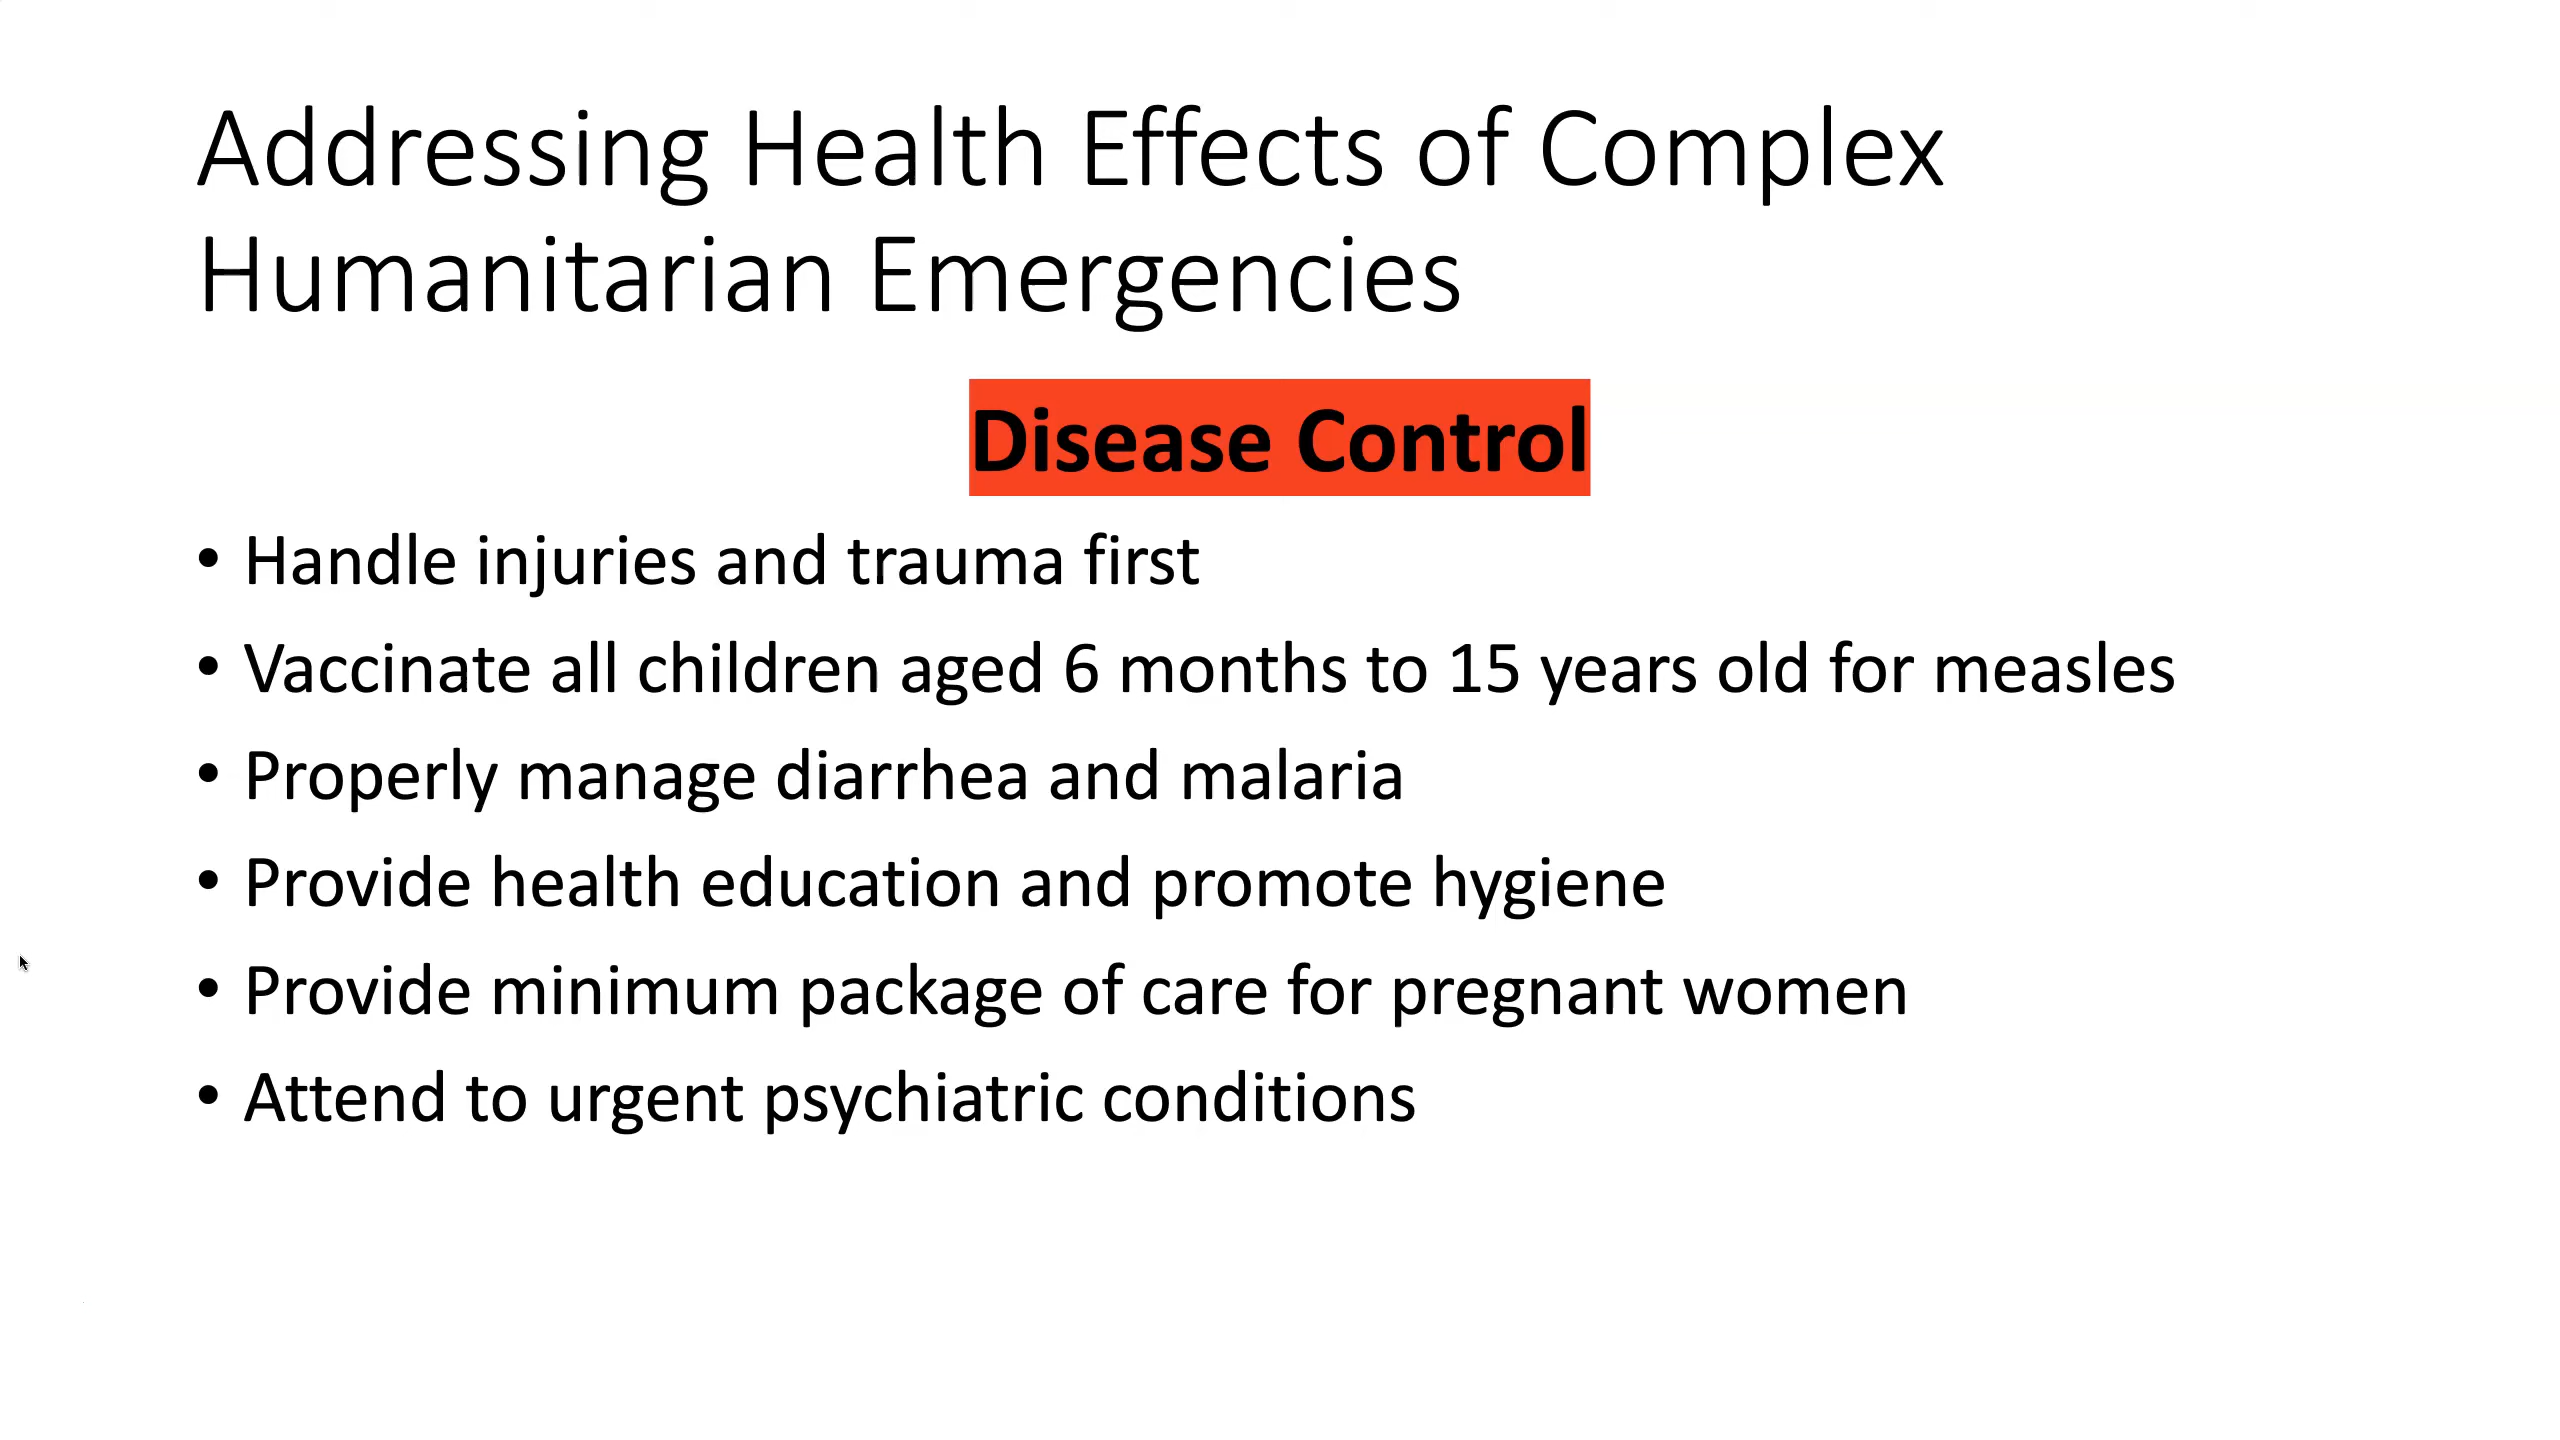 Addressing Health Effects of Complex
Humanitarian Emergencies
Disease Control
• Handle injuries and trauma first
• Vaccinate all children aged 6 months to 15 years old for measles
• Properly manage diarrhea and malaria
• Provide health education and promote hygiene
• Provide minimum package of care for pregnant women
• Attend to urgent psychiatric conditions